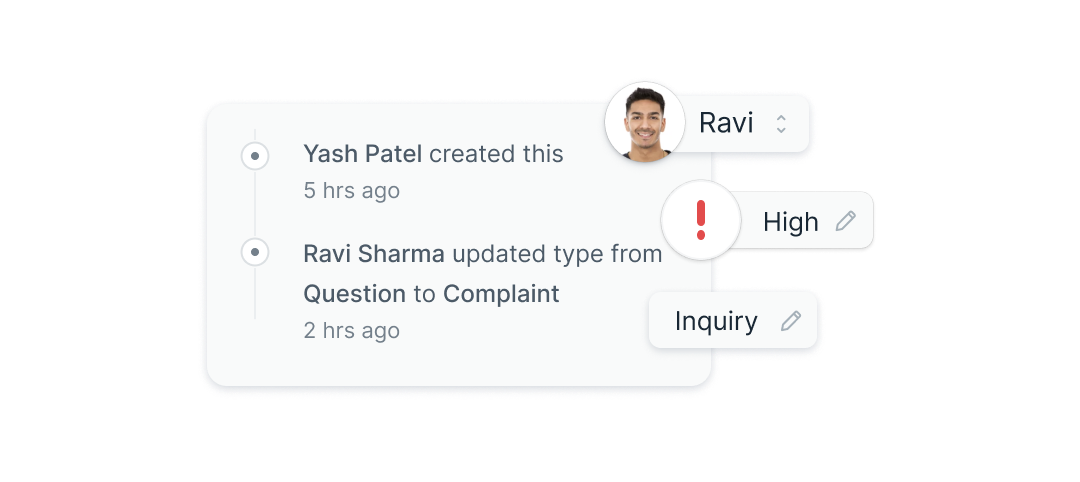 Ravi
Yash Patel created this
5 hrs ago
High
Ravi Sharma updated type from
Question to Complaint
2 hrs ago
Inquiry